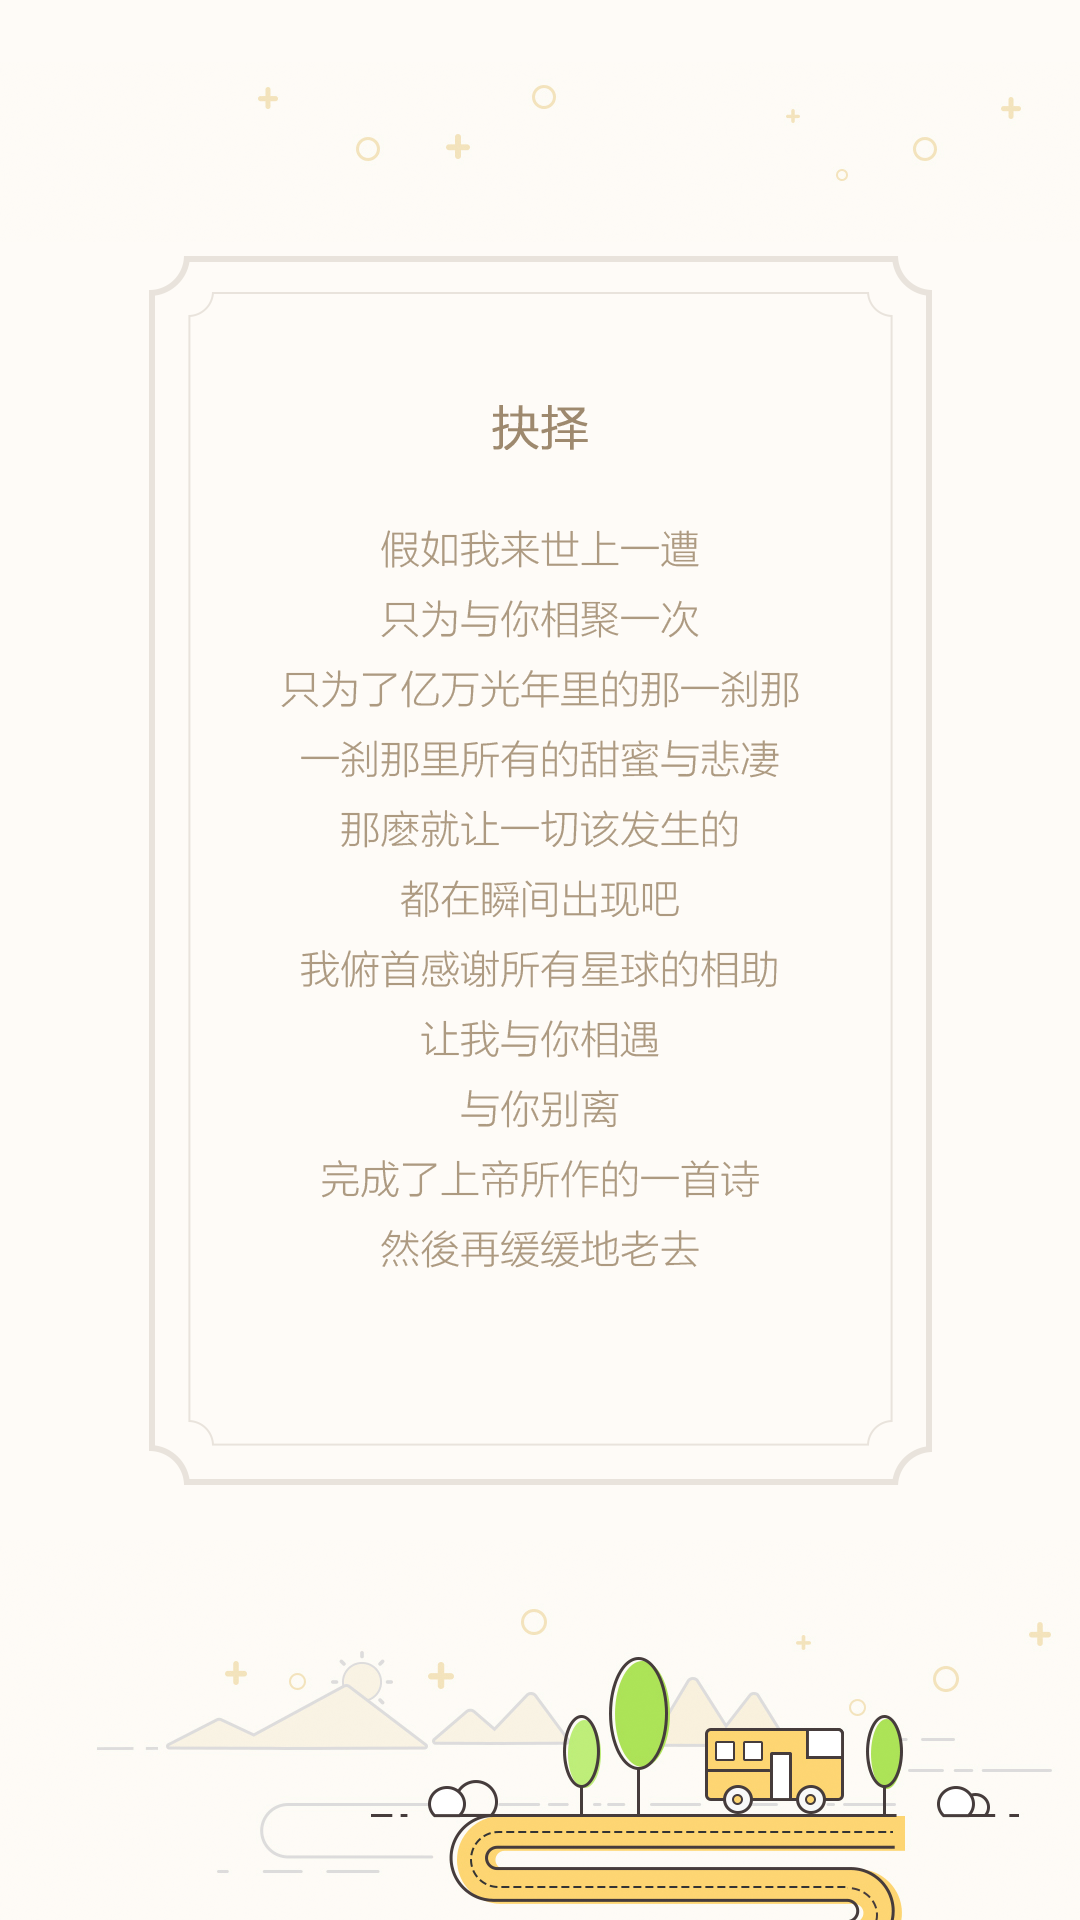 抉择
假如我来世上一遭
只为与你相聚一次
只为了亿万光年里的那一刹那
一刹那里所有的甜蜜与悲凄
那麽就让一切该发生的
都在瞬间出现吧
我俯首感谢所有星球的相助
让我与你相遇
与你别离
完成了上帝所作的一首诗
然後再缓缓地老去